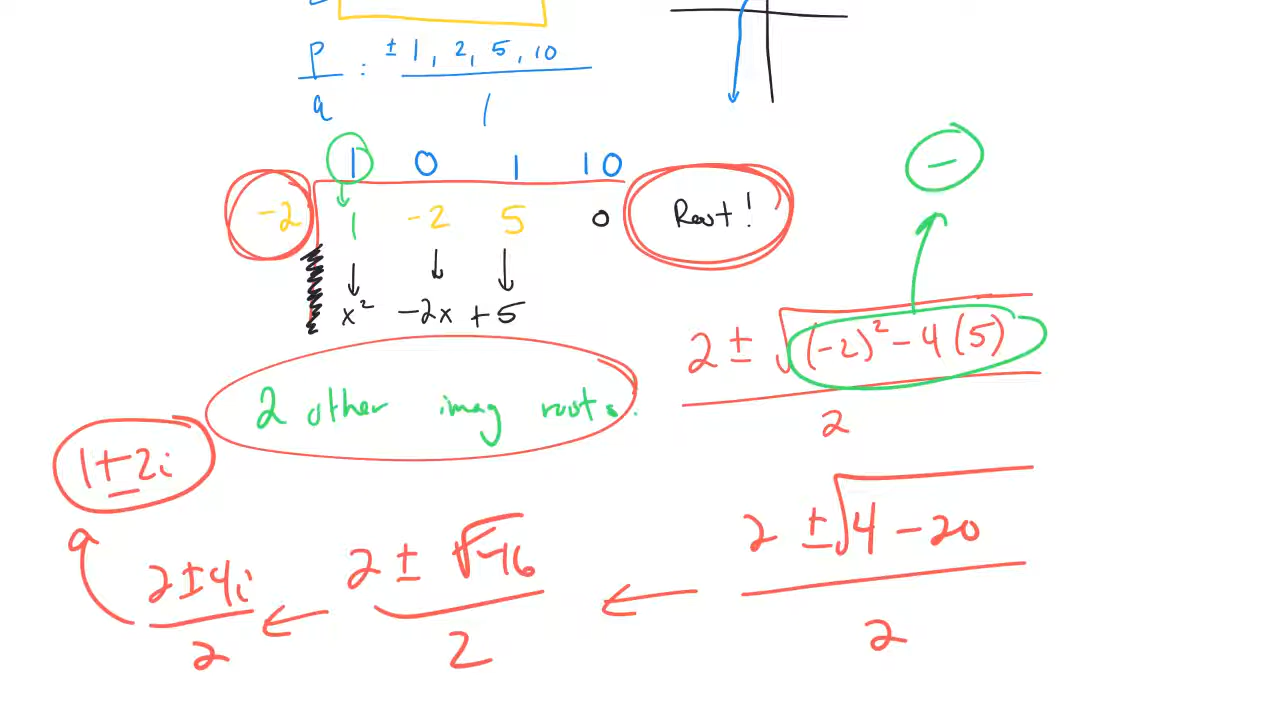 p/q : ± 1, 2, 5, 10 / 1
1 0 1 10
-2 1 -2 5 0 Root!
x² -2x +5
−
2 ± √(-2)² - 4(5) / 2
2 other imag roots.
1±2i
2 ± √4 - 20 / 2
2 ± √-16 / 2
2±4i / 2